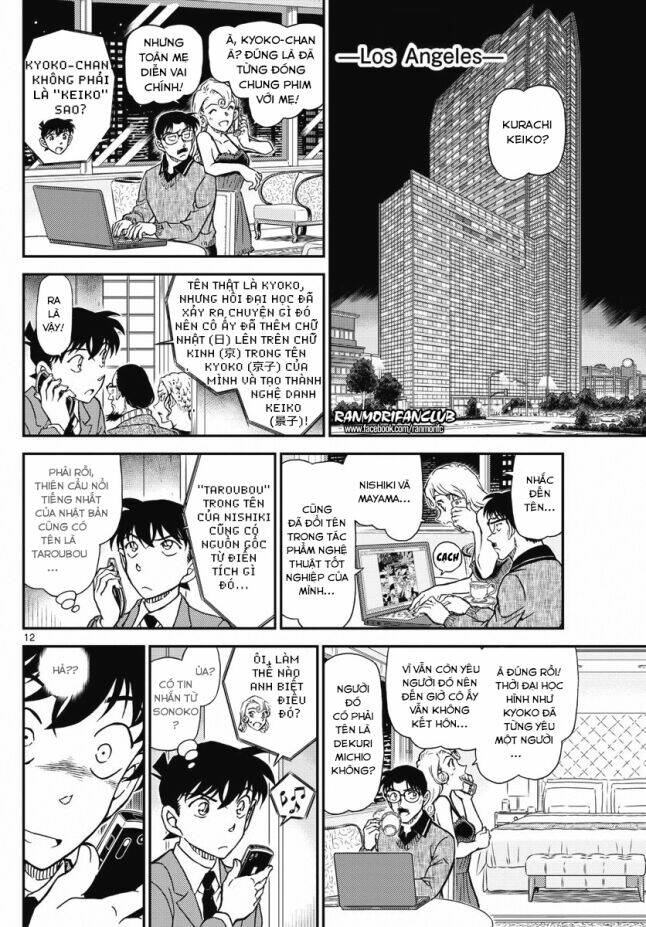 —Los Angeles—
KURACHI
KEIKO?
RANMORIFANCLUB
www.facebook.com/ranmonfc
À, KYOKO-CHAN
À? ĐÚNG LÀ ĐÃ
TỪNG ĐÓNG
CHUNG PHIM
VỚI MẸ!
NHƯNG
TOÀN MẸ
DIỄN VAI
CHÍNH!
KYOKO-CHAN
KHÔNG PHẢI
LÀ "KEIKO"
SAO?
TÊN THẬT LÀ KYOKO,
NHƯNG HỒI ĐẠI HỌC ĐÃ
XẢY RA CHUYỆN GÌ ĐÓ
NÊN CÔ ẤY ĐÃ THÊM CHỮ
NHẬT (日) LÊN TRÊN CHỮ
KINH (京) TRONG TÊN
KYOKO (京子) CỦA
MÌNH VÀ TẠO THÀNH
NGHỆ DANH
KEIKO
(景子)!
RA
LÀ
VẬY!
NHẮC
ĐẾN
TÊN...
NISHIKI VÀ
MAYAMA...
CŨNG
ĐÃ ĐỔI TÊN
TRONG TÁC
PHẨM NGHỆ
THUẬT TỐT
NGHIỆP CỦA
MÌNH...
CẠCH
"TAROUBOU"
TRONG TÊN
CỦA NISHIKI
CŨNG CÓ
NGUỒN GỐC
TỪ ĐIỂN
TÍCH GÌ
ĐÓ...
PHẢI RỒI,
THIÊN CẨU NỔI
TIẾNG NHẤT
CỦA NHẬT BẢN
CŨNG CÓ
TÊN LÀ
TAROUBOU...
12
À ĐÚNG RỒI!
THỜI ĐẠI HỌC
HÌNH NHƯ
KYOKO ĐÃ
TỪNG YÊU
MỘT NGƯỜI
...
VÌ VẪN CÒN YÊU
NGƯỜI ĐÓ NÊN
ĐẾN GIỜ CÔ ẤY
VẪN KHÔNG
KẾT HÔN...
NGƯỜI
ĐÓ
CÓ PHẢI
TÊN LÀ
DEKURI
MICHIO
KHÔNG?
ÔI, LÀM
THẾ NÀO
ANH BIẾT
ĐIỀU
ĐÓ?
ỦA?
CÓ TIN
NHẮN TỪ
SONOKO...
HẢ??